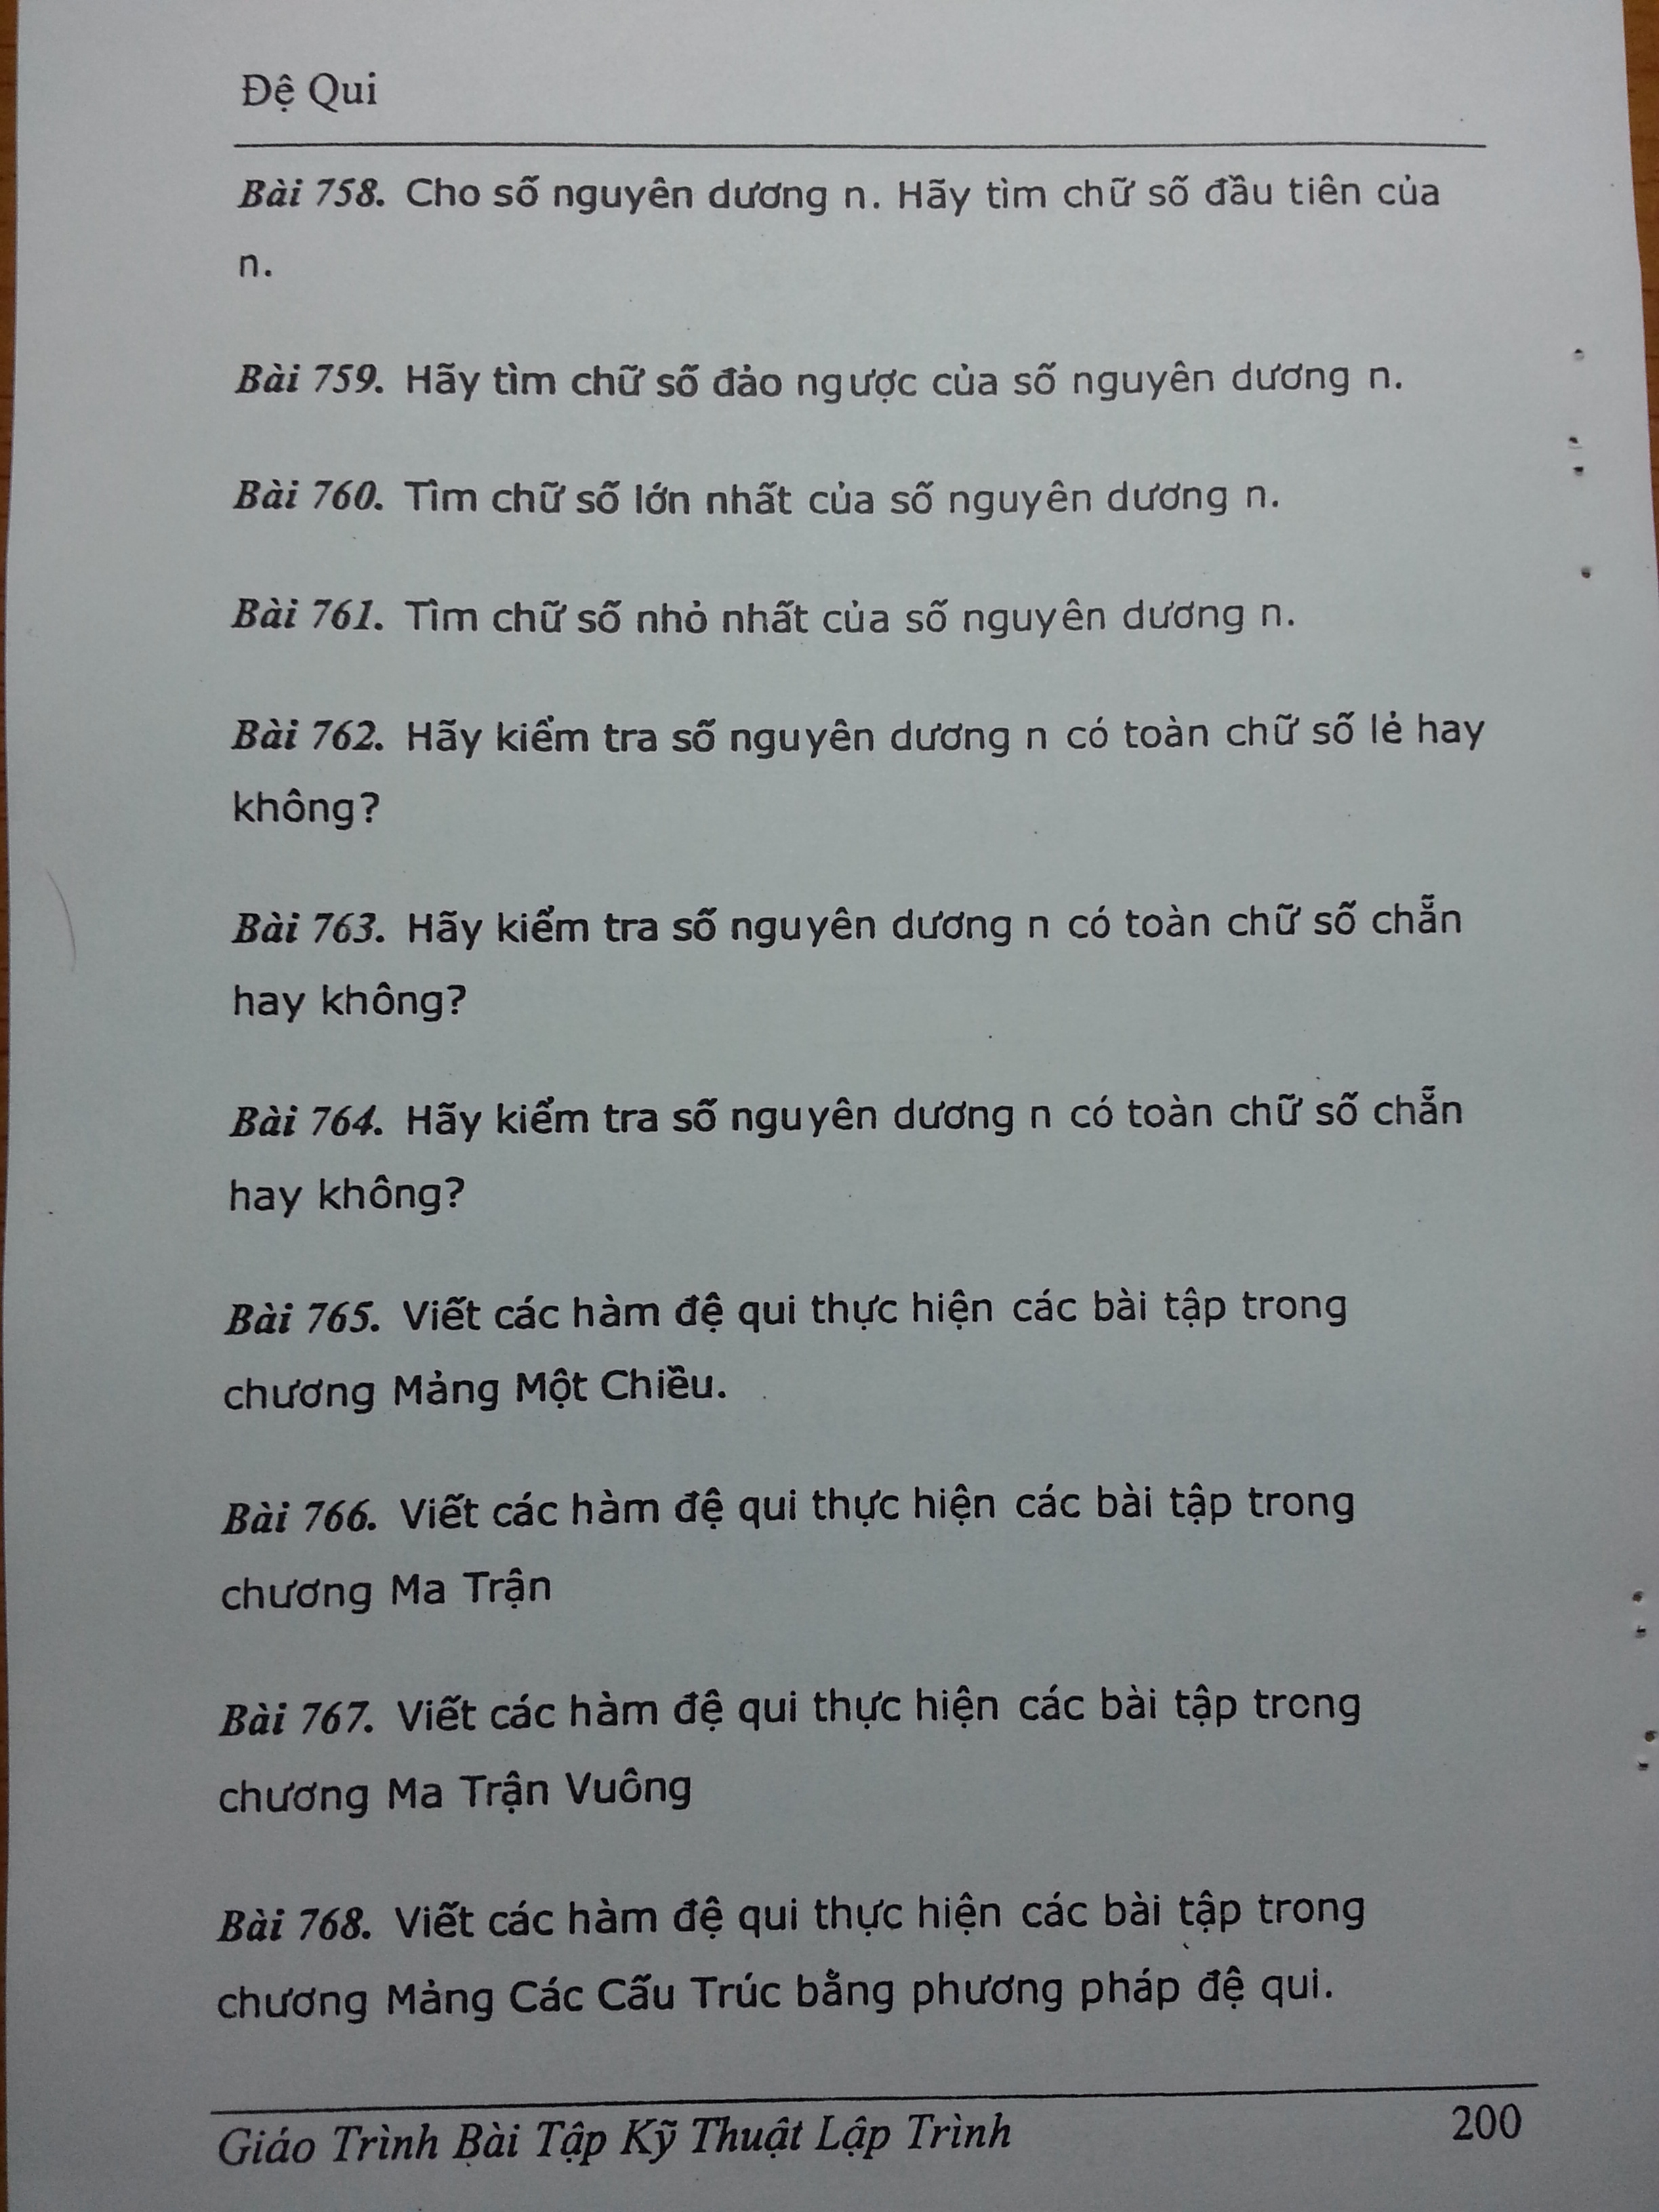 Đệ Qui
Bài 758. Cho số nguyên dương n. Hãy tìm chữ số đầu tiên của
n.
Bài 759. Hãy tìm chữ số đảo ngược của số nguyên dương n.
Bài 760. Tìm chữ số lớn nhất của số nguyên dương n.
Bài 761. Tìm chữ số nhỏ nhất của số nguyên dương n.
Bài 762. Hãy kiểm tra số nguyên dương n có toàn chữ số lẻ hay
không?
Bài 763. Hãy kiểm tra số nguyên dương n có toàn chữ số chẵn
hay không?
Bài 764. Hãy kiểm tra số nguyên dương n có toàn chữ số chẵn
hay không?
Bài 765. Viết các hàm đệ qui thực hiện các bài tập trong
chương Mảng Một Chiều.
Bài 766. Viết các hàm đệ qui thực hiện các bài tập trong
chương Ma Trận
Bài 767. Viết các hàm đệ qui thực hiện các bài tập trong
chương Ma Trận Vuông
Bài 768. Viết các hàm đệ qui thực hiện các bài tập trong
chương Mảng Các Cấu Trúc bằng phương pháp đệ qui.
Giáo Trình Bài Tập Kỹ Thuật Lập Trình 200